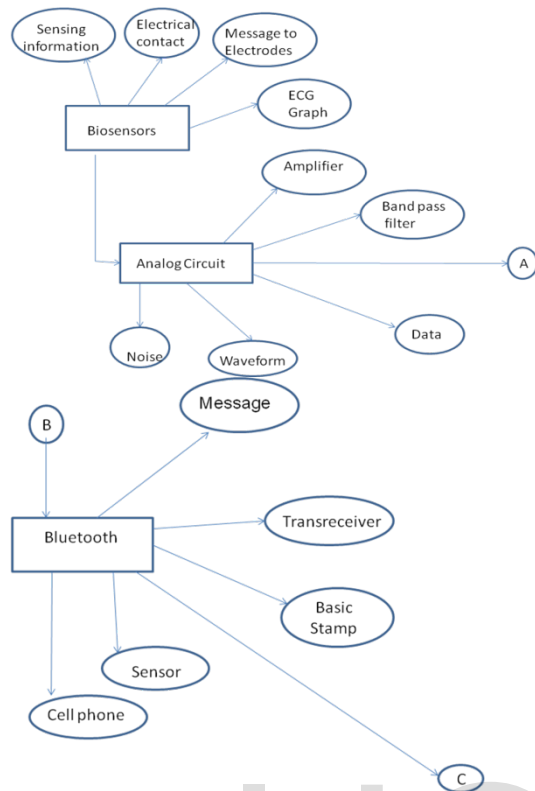 Sensing
information
Electrical
contact
Message to
Electrodes
Biosensors
ECG
Graph
Amplifier
Band pass
filter
Analog Circuit
A
Noise
Waveform
Data
Message
B
Bluetooth
Transreceiver
Basic
Stamp
Sensor
Cell phone
C